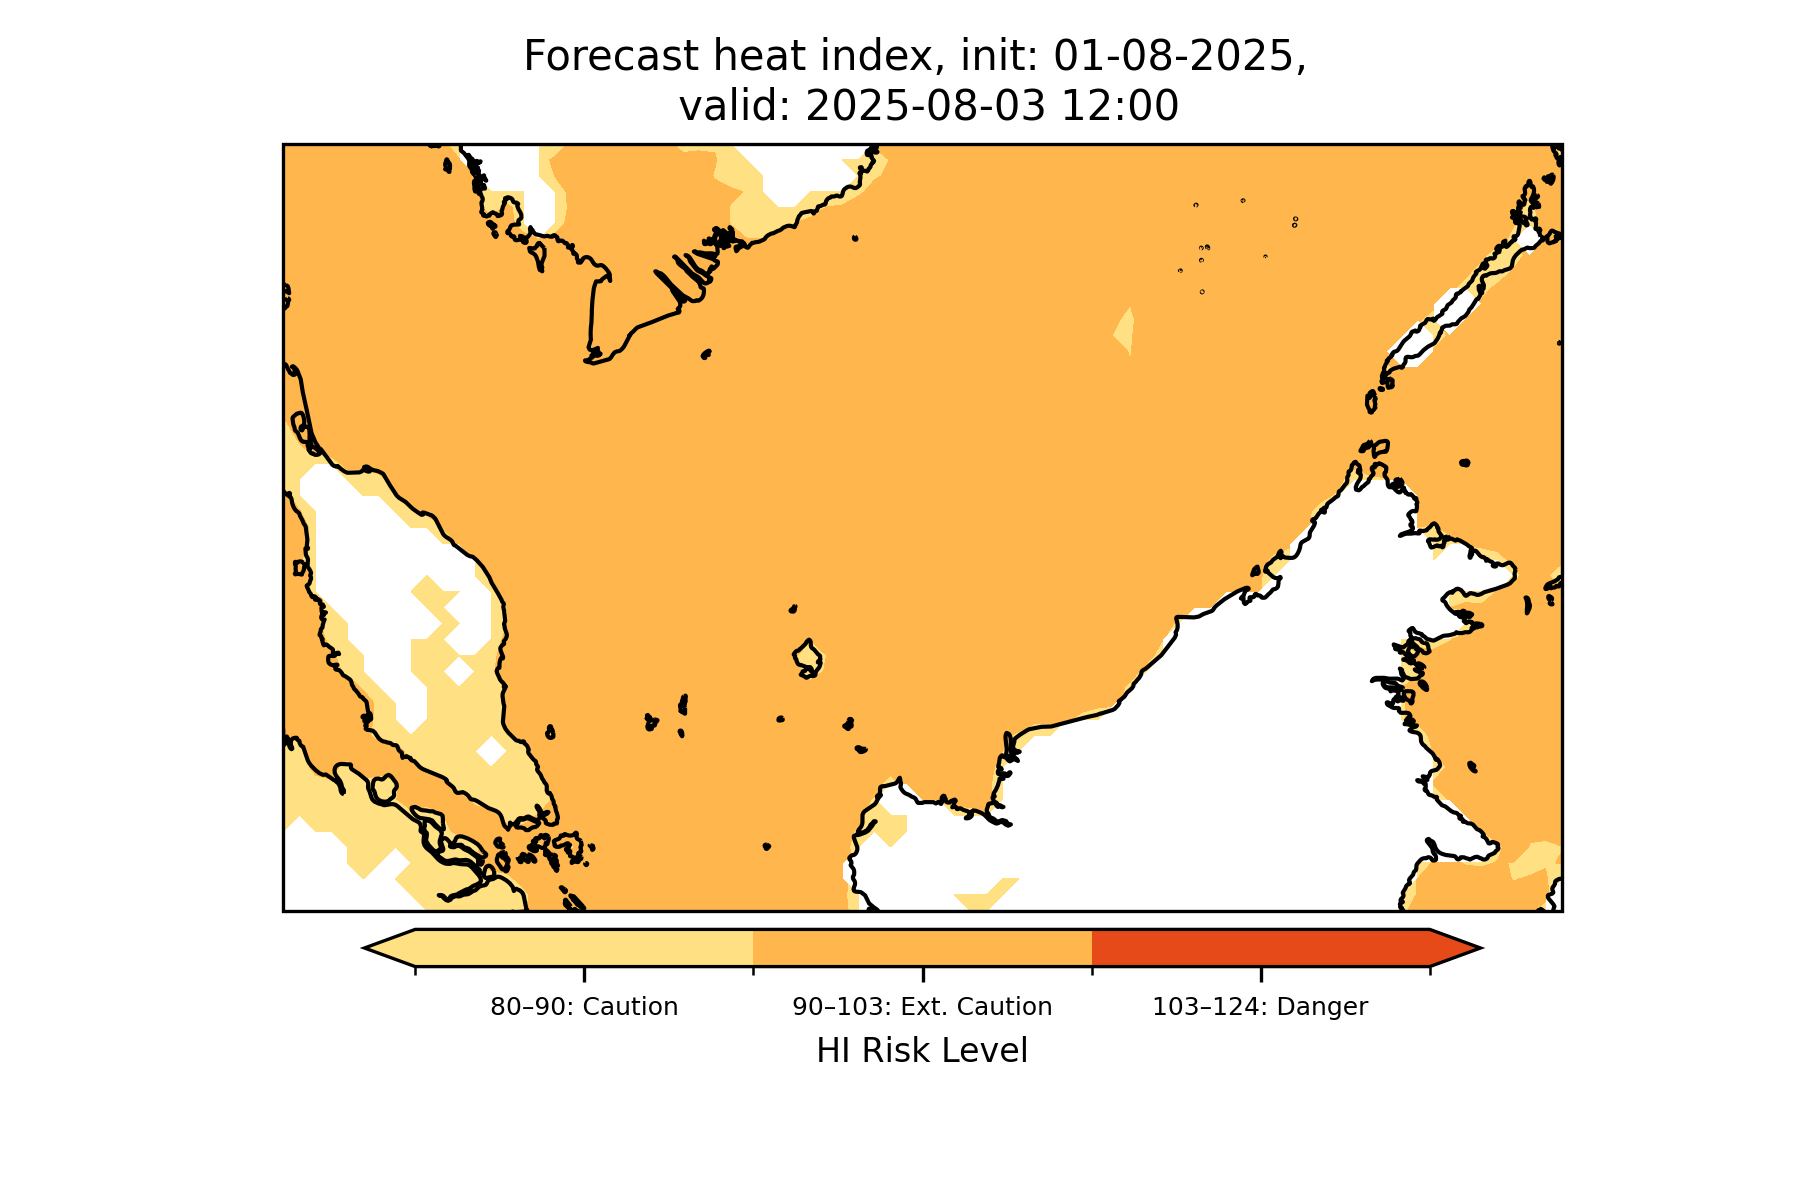 Forecast heat index, init: 01-08-2025,
valid: 2025-08-03 12:00
80–90: Caution
90–103: Ext. Caution
103–124: Danger
HI Risk Level